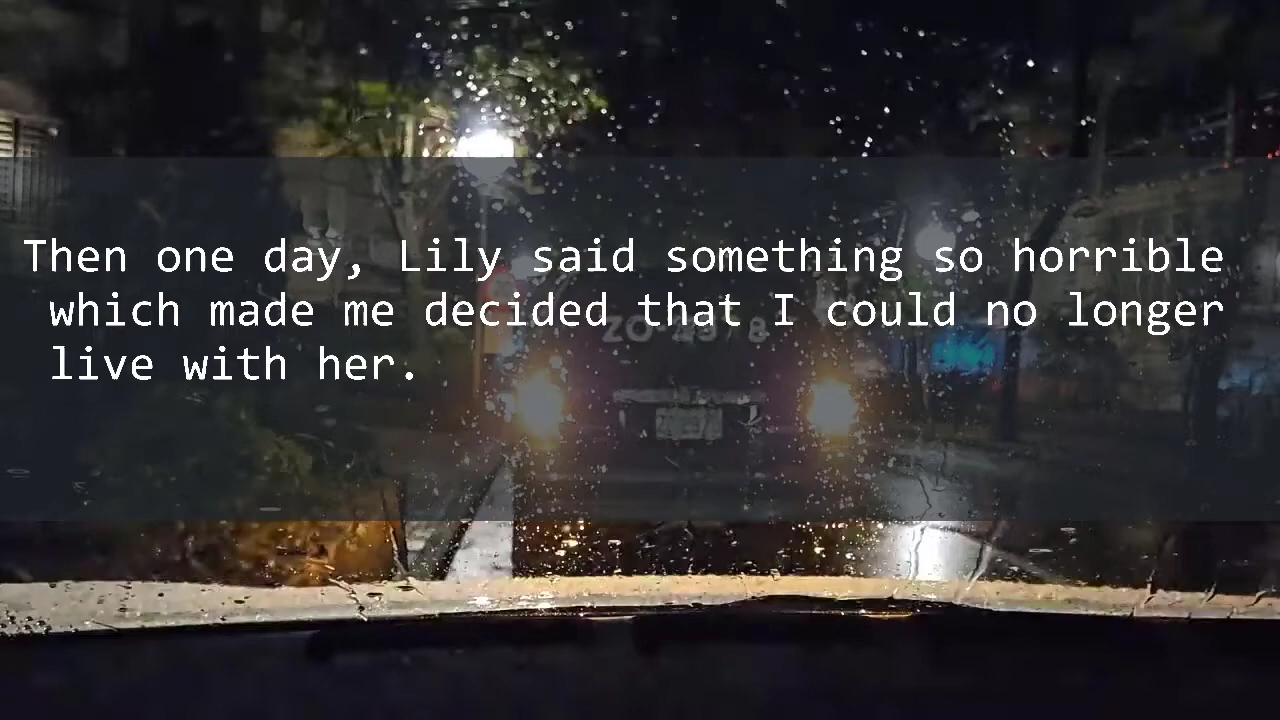 Then one day, Lily said something so horrible
which made me decided that I could no longer
live with her.